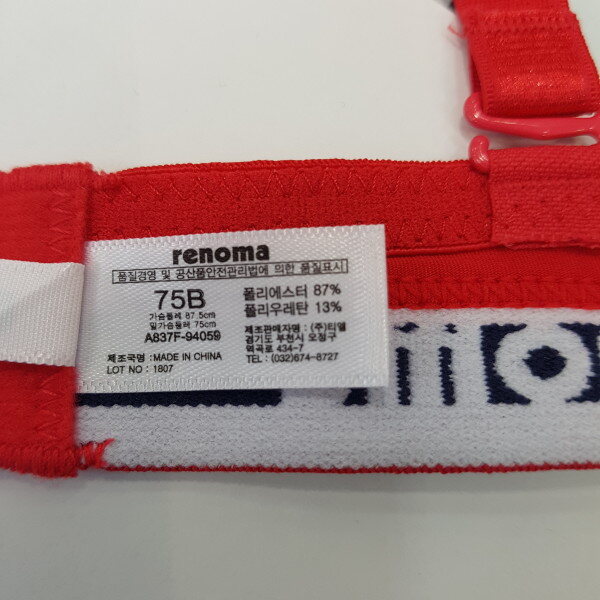 renoma
품질경영 및 공산품안전관리법에 의한 품질표시
75B
가슴둘레 87.5cm
밑가슴둘레 75cm
A837F-94059
폴리에스터 87%
폴리우레탄 13%
제조국명 : MADE IN CHINA
LOT NO : 1807
제조판매자명 : (주)티엘
경기도 부천시 오정구
역곡로 434-7
TEL : (032)674-8727